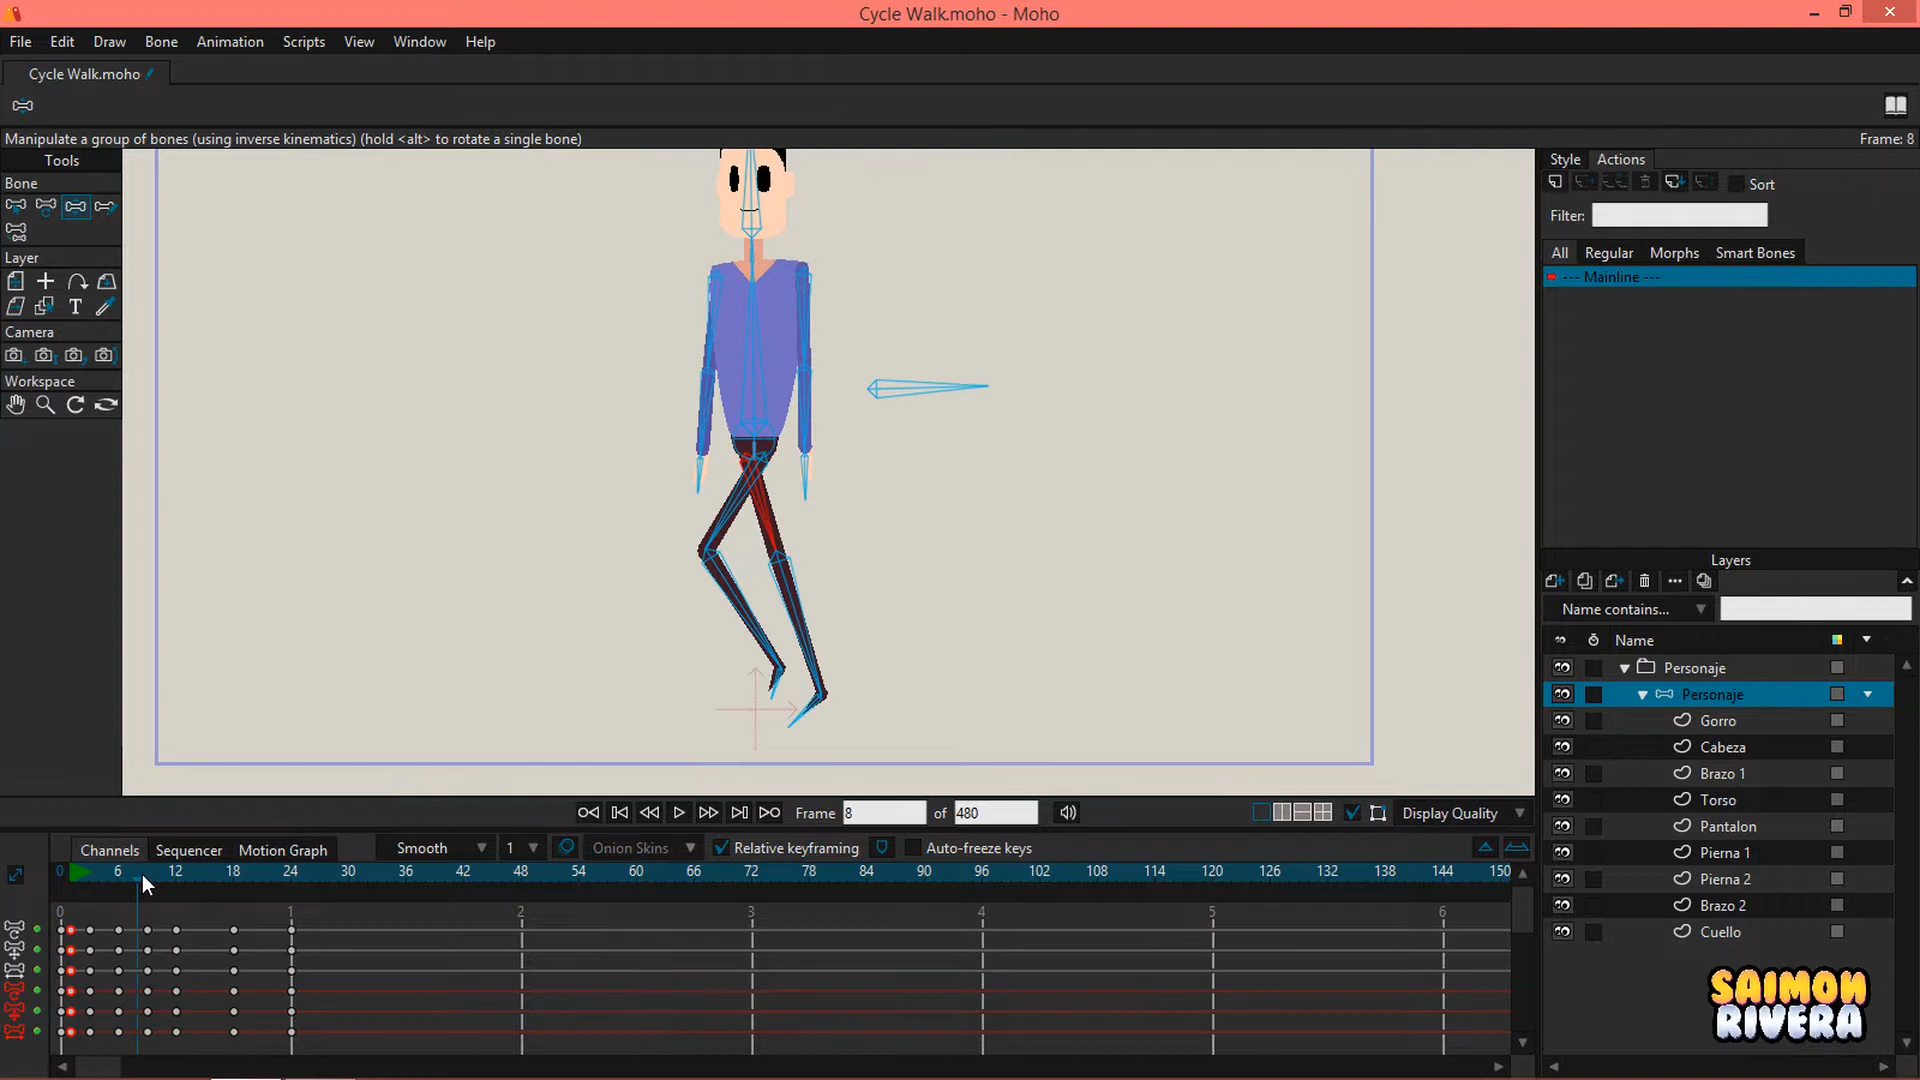 Cycle Walk.moho - Moho
File Edit Draw Bone Animation Scripts View Window Help
Cycle Walk.moho
Manipulate a group of bones (using inverse kinematics) (hold <alt> to rotate a single bone)
Frame: 8
Tools
Bone
Layer
T
Camera
Workspace
Style Actions
Sort
Filter:
All Regular Morphs Smart Bones
--- Mainline ---
Layers
Name contains...
Name
Personaje
Personaje
Gorro
Cabeza
Brazo 1
Torso
Pantalon
Pierna 1
Pierna 2
Brazo 2
Cuello
Frame 8 of 480
Display Quality
Channels Sequencer Motion Graph Smooth 1 Onion Skins Relative keyframing Auto-freeze keys
0 6 12 18 24 30 36 42 48 54 60 66 72 78 84 90 96 102 108 114 120 126 132 138 144 150
0 1 2 3 4 5 6
SAIMON
RIVERA